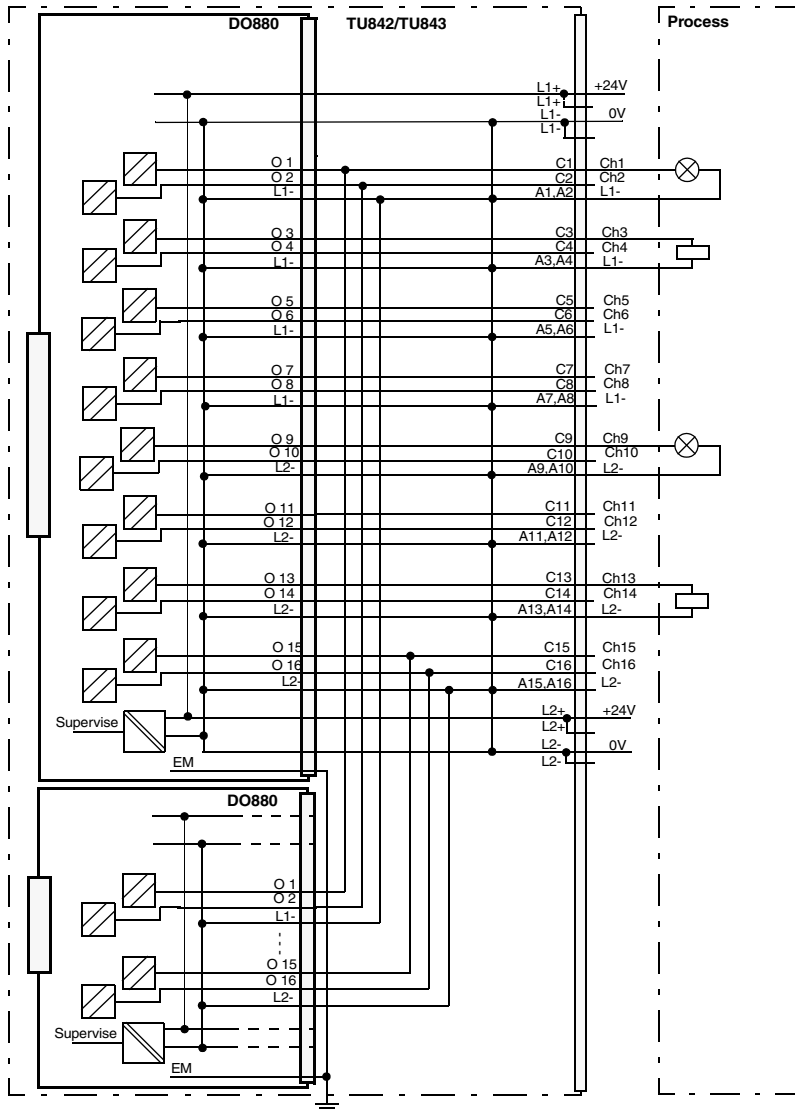 DO880 TU842/TU843 Process
L1+ +24V
L1+
L1- 0V
L1-
O 1 C1 Ch1
O 2 C2 Ch2
L1- A1,A2 L1-
O 3 C3 Ch3
O 4 C4 Ch4
L1- A3,A4 L1-
O 5 C5 Ch5
O 6 C6 Ch6
L1- A5,A6 L1-
O 7 C7 Ch7
O 8 C8 Ch8
L1- A7,A8 L1-
O 9 C9 Ch9
O 10 C10 Ch10
L2- A9,A10 L2-
O 11 C11 Ch11
O 12 C12 Ch12
L2- A11,A12 L2-
O 13 C13 Ch13
O 14 C14 Ch14
L2- A13,A14 L2-
O 15 C15 Ch15
O 16 C16 Ch16
L2- A15,A16 L2-
L2+ +24V
Supervise L2+
L2- 0V
EM L2-
DO880
O 1
O 2
L1-
O 15
O 16
L2-
Supervise
EM